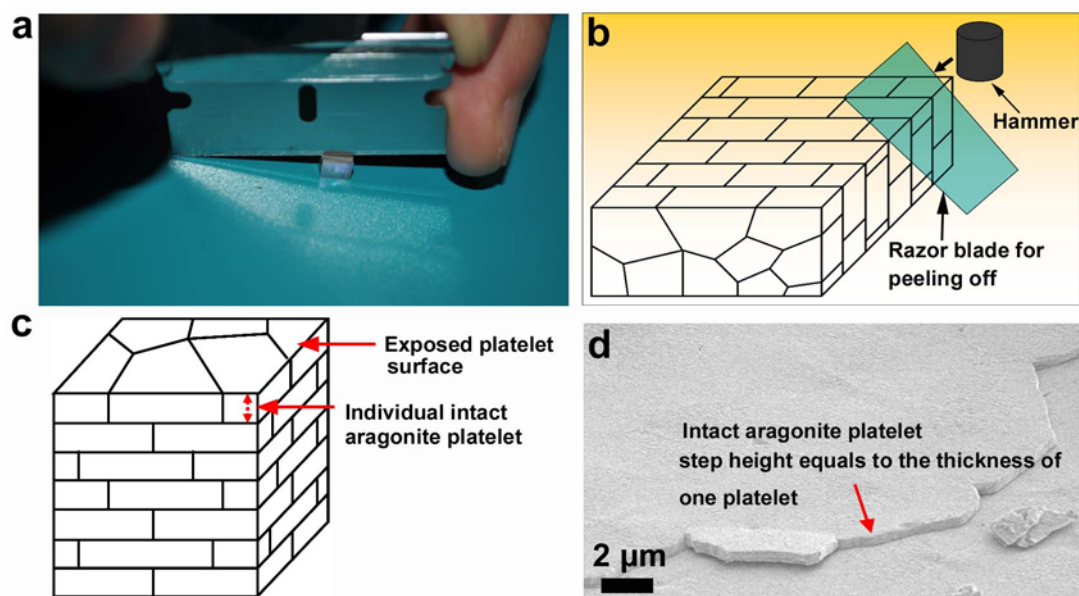 a
b
Hammer
Razor blade for
peeling off
c
Exposed platelet
surface
Individual intact
aragonite platelet
d
Intact aragonite platelet
step height equals to the thickness of
one platelet
2 µm